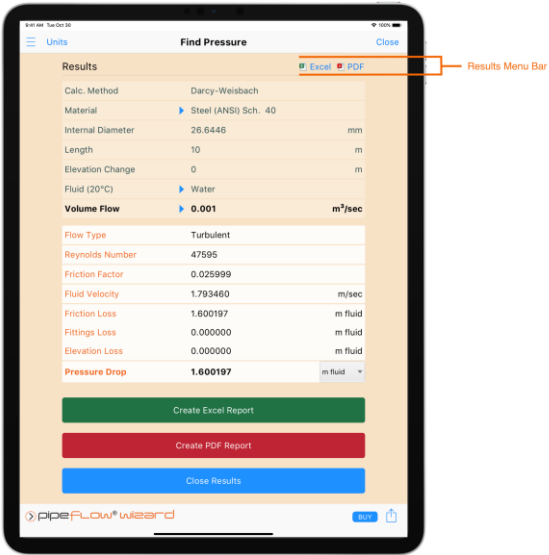 9:41 AM Tue Oct 30 100%
Units Find Pressure Close
Results Excel PDF Results Menu Bar
Calc. Method Darcy-Weisbach
Material Steel (ANSI) Sch. 40
Internal Diameter 26.6446 mm
Length 10 m
Elevation Change 0 m
Fluid (20°C) Water
Volume Flow 0.001 m³/sec
Flow Type Turbulent
Reynolds Number 47595
Friction Factor 0.025999
Fluid Velocity 1.793460 m/sec
Friction Loss 1.600197 m fluid
Fittings Loss 0.000000 m fluid
Elevation Loss 0.000000 m fluid
Pressure Drop 1.600197 m fluid
Create Excel Report
Create PDF Report
Close Results
pipeFLOW® wizard BUY